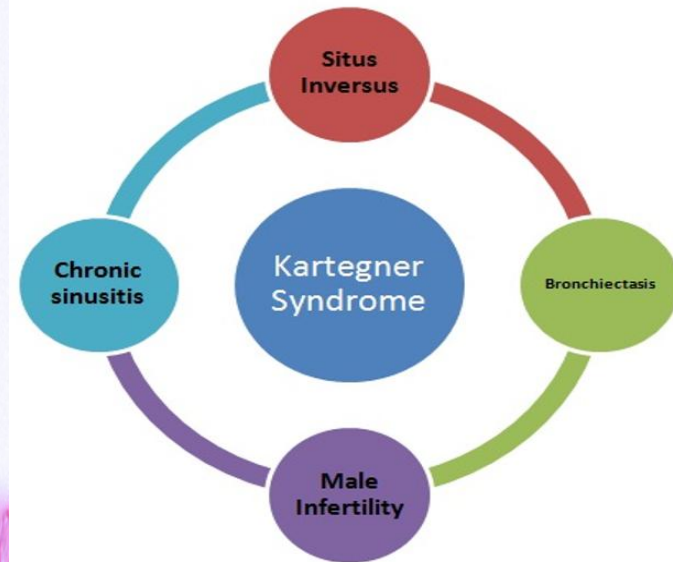 Situs
Inversus
Chronic
sinusitis
Kartegner
Syndrome
Bronchiectasis
Male
Infertility